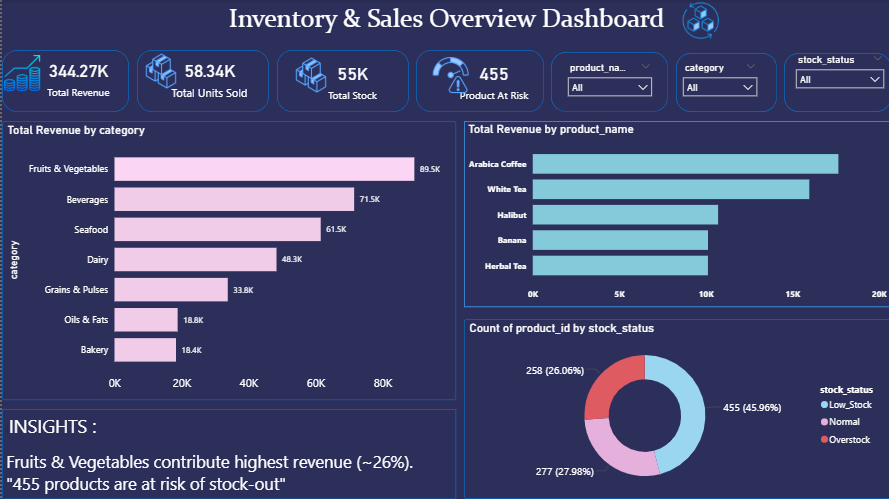 Inventory & Sales Overview Dashboard
344.27K
Total Revenue
58.34K
Total Units Sold
55K
Total Stock
455
Product At Risk
product_na...
All
category
All
stock_status
All
Total Revenue by category
category
Fruits & Vegetables 89.5K
Beverages 71.5K
Seafood 61.5K
Dairy 48.3K
Grains & Pulses 33.8K
Oils & Fats 18.8K
Bakery 18.4K
0K 20K 40K 60K 80K
Total Revenue by product_name
Arabica Coffee
White Tea
Halibut
Banana
Herbal Tea
0K 5K 10K 15K 20K
Count of product_id by stock_status
258 (26.06%)
455 (45.96%)
277 (27.98%)
stock_status
Low_Stock
Normal
Overstock
INSIGHTS :
Fruits & Vegetables contribute highest revenue (~26%).
"455 products are at risk of stock-out"